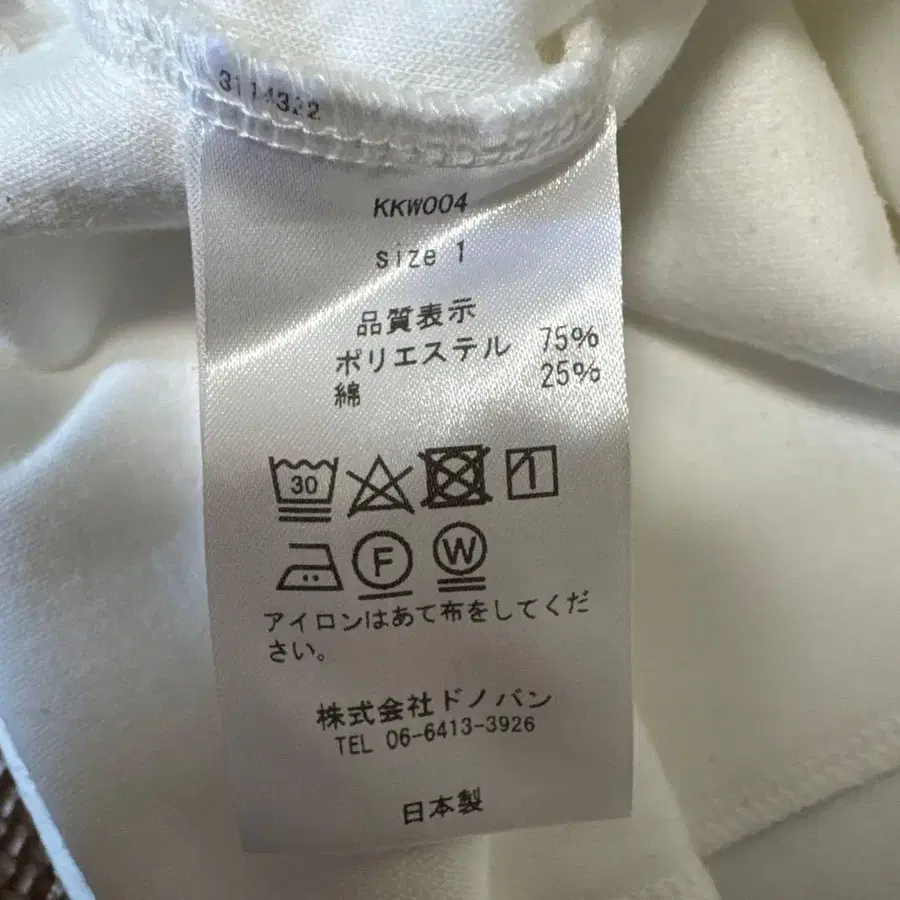 3114322
KKW004
size 1
品質表示
ポリエステル 75%
綿 25%
30
F W
アイロンはあて布をしてくだ
さい。
株式会社ドノバン
TEL 06-6413-3926
日本製